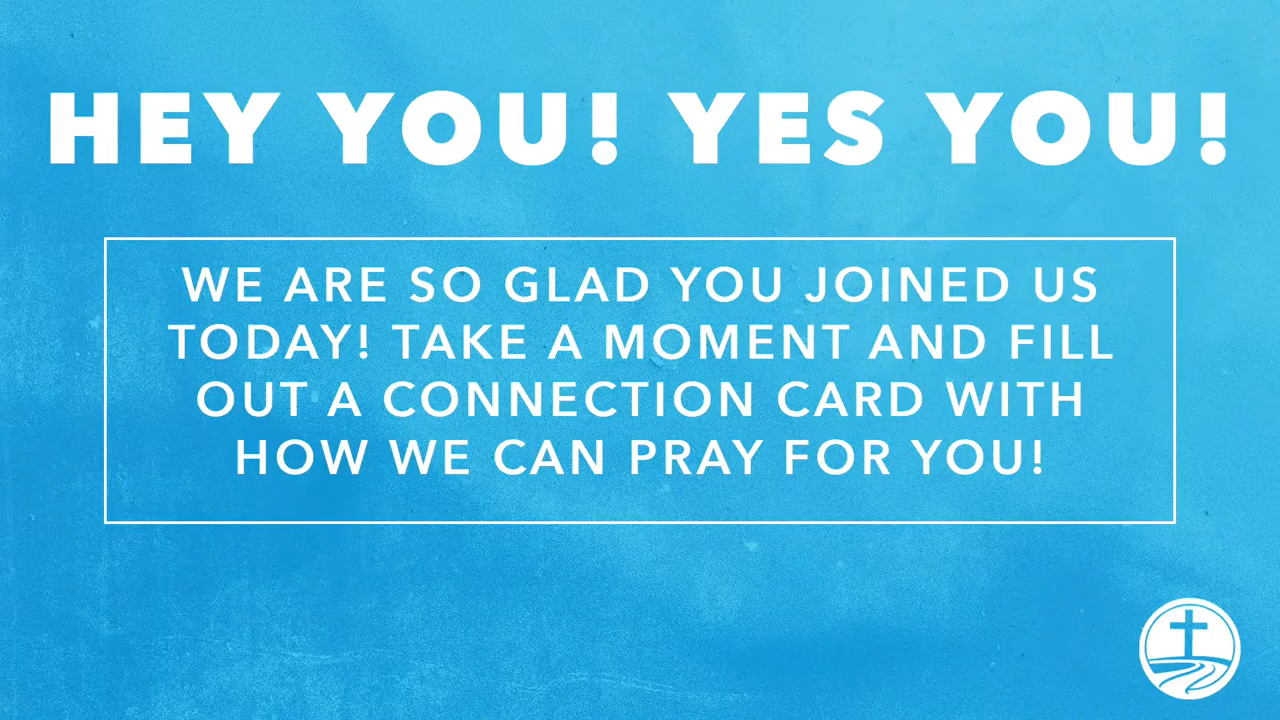 HEY YOU! YES YOU!
WE ARE SO GLAD YOU JOINED US
TODAY! TAKE A MOMENT AND FILL
OUT A CONNECTION CARD WITH
HOW WE CAN PRAY FOR YOU!